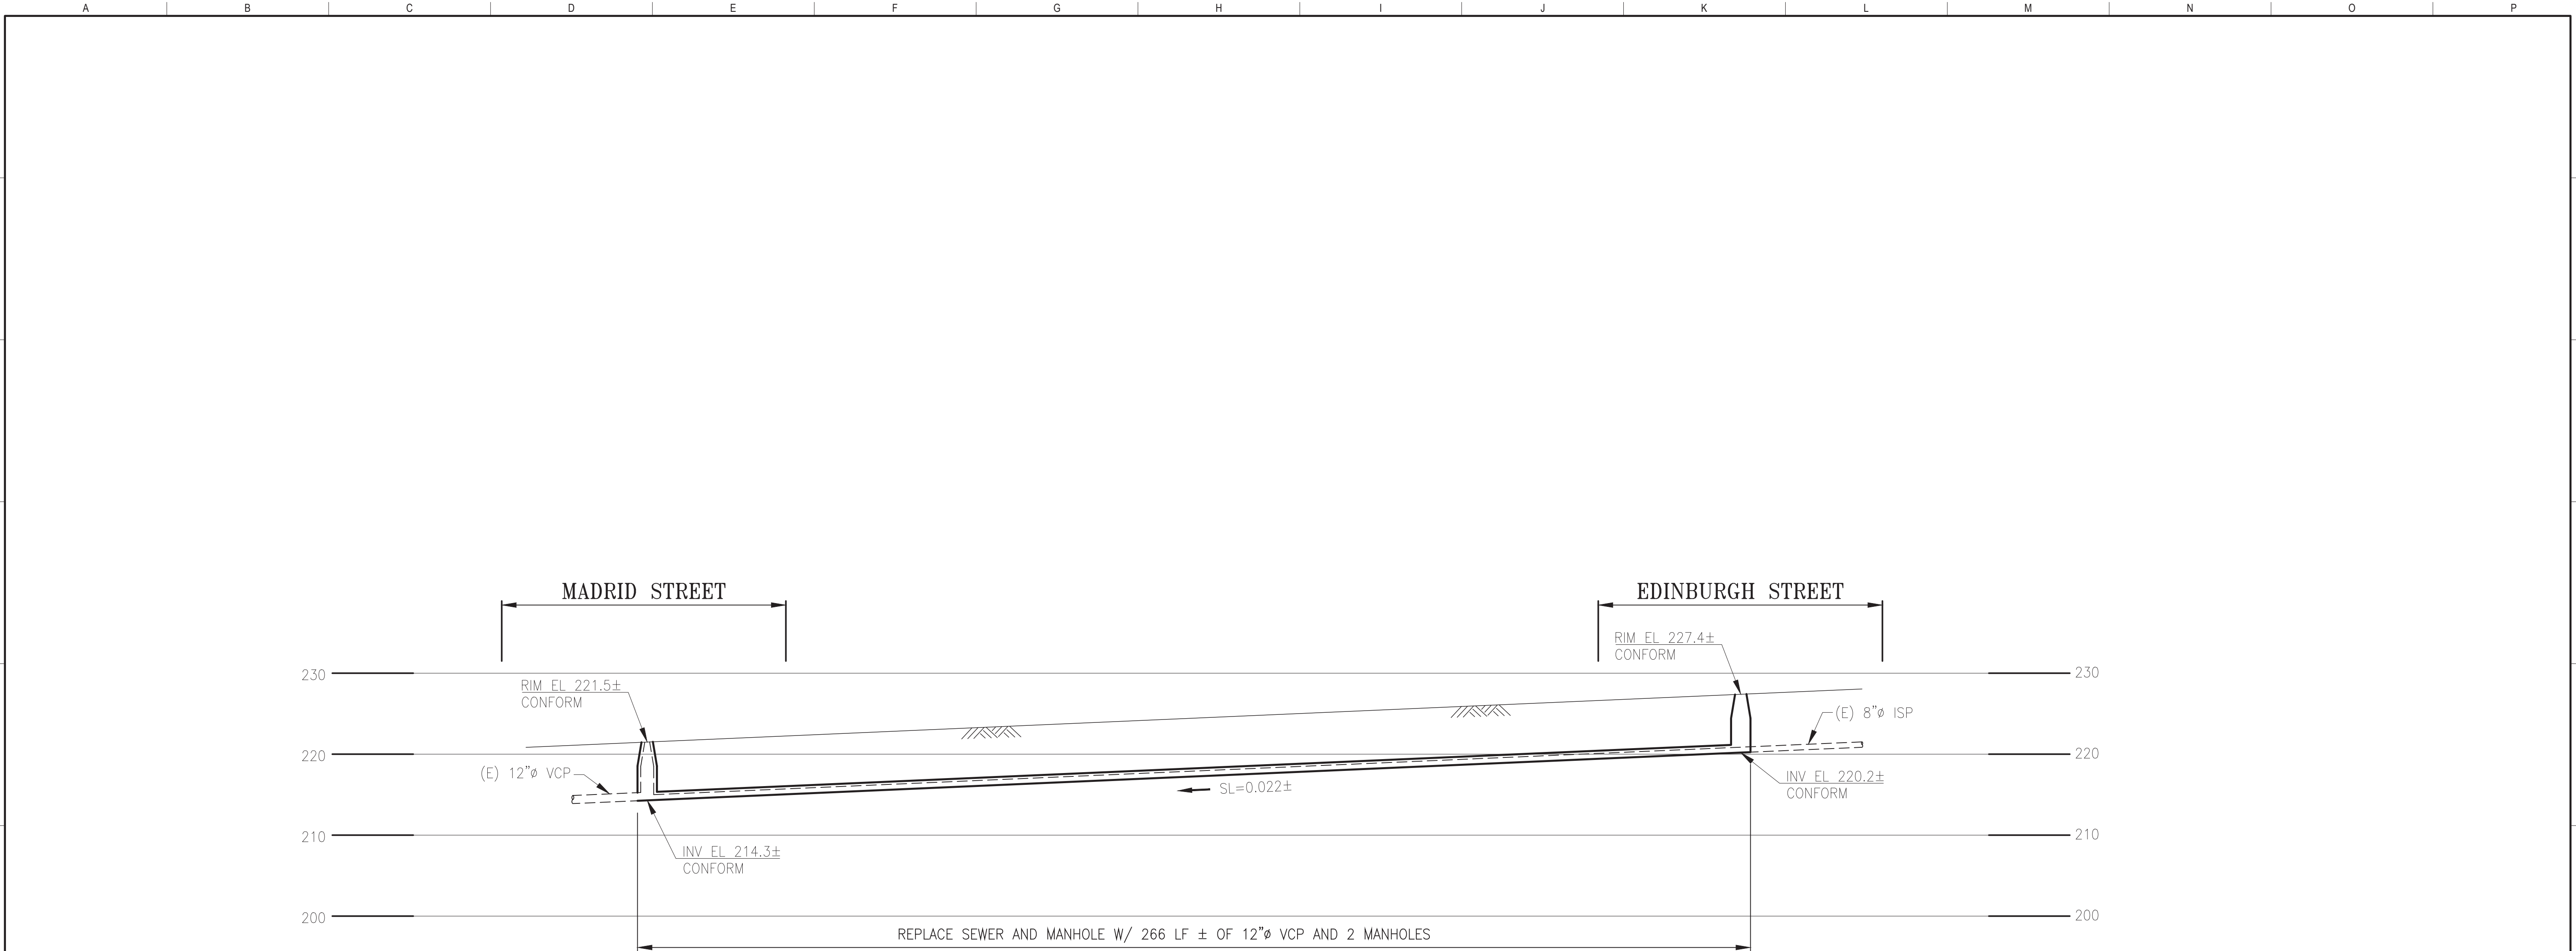 A B C D E F G H I J K L M N O P
MADRID STREET
EDINBURGH STREET
RIM EL 227.4±
CONFORM
230
230
RIM EL 221.5±
CONFORM
(E) 8"ø ISP
220
220
(E) 12"ø VCP
INV EL 220.2±
CONFORM
SL=0.022±
210
210
INV EL 214.3±
CONFORM
200
200
REPLACE SEWER AND MANHOLE W/ 266 LF ± OF 12"ø VCP AND 2 MANHOLES